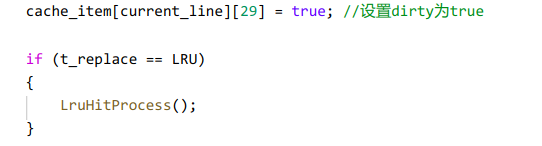 cache_item[current_line][29] = true; //设置dirty为true
if (t_replace == LRU)
{
LruHitProcess();
}